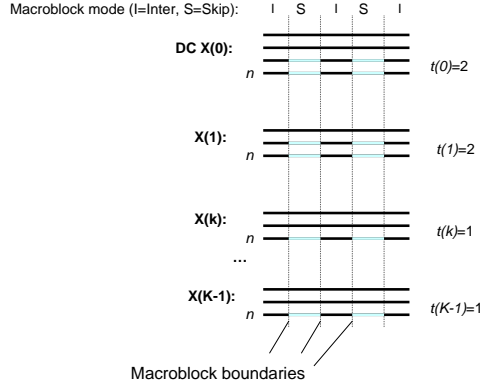 Macroblock mode (I=Inter, S=Skip): I S I S I
DC X(0):
n t(0)=2
X(1):
n t(1)=2
X(k):
n t(k)=1
...
X(K-1):
n t(K-1)=1
Macroblock boundaries